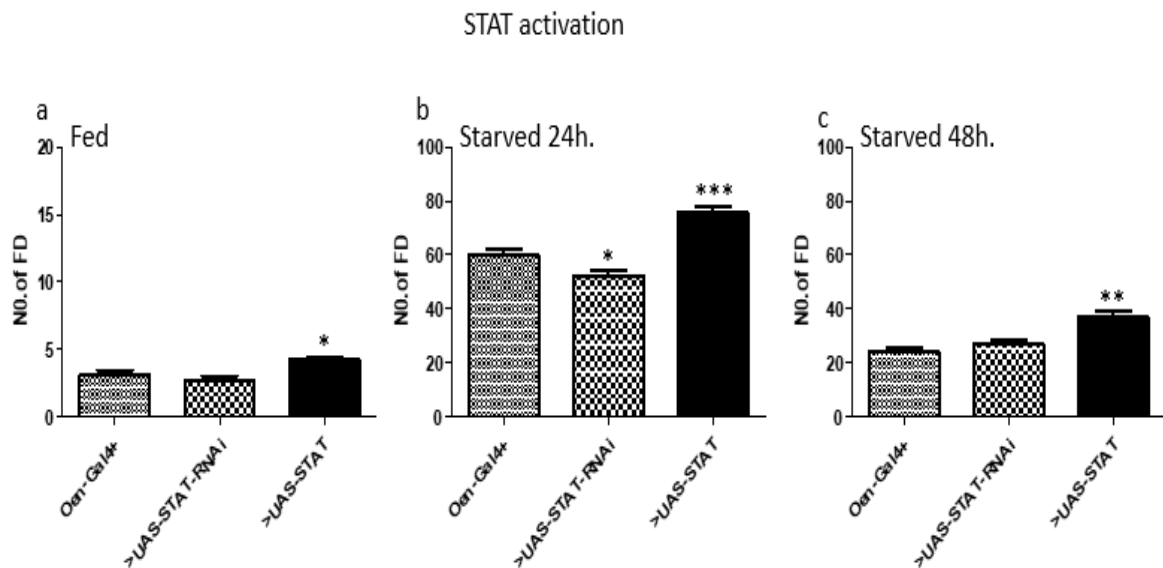 STAT activation
a
Fed
N0.of FD
20
15
10
5
0
*
Oen-Gal4+
>UAS-STAT-RNAi
>UAS-STAT
b
Starved 24h.
N0.of FD
100
80
60
40
20
0
*
***
Oen-Gal4+
>UAS-STAT-RNAi
>UAS-STAT
c
Starved 48h.
N0.of FD
100
80
60
40
20
0
**
Oen-Gal4+
>UAS-STAT-RNAi
>UAS-STAT